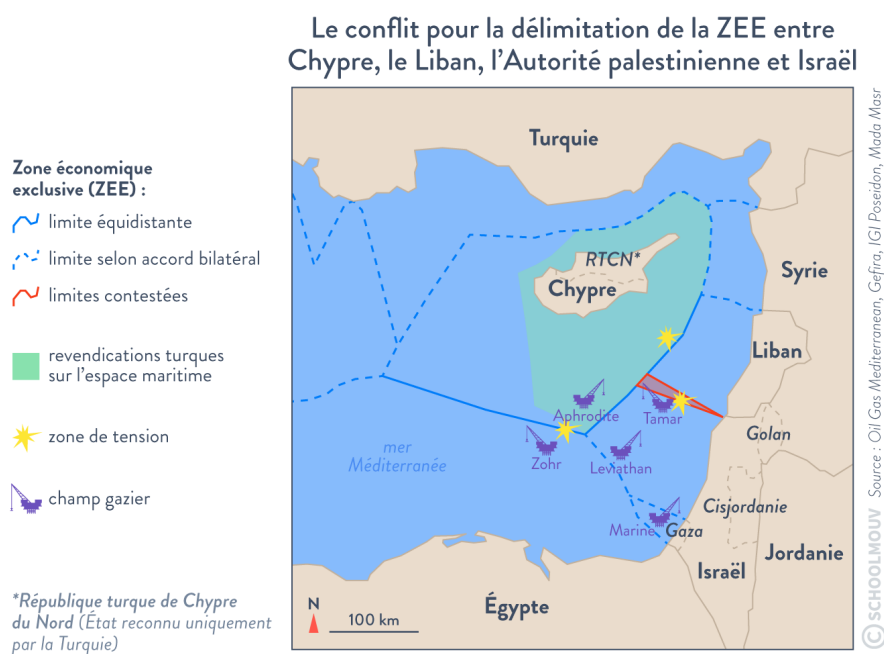 Le conflit pour la délimitation de la ZEE entre
Chypre, le Liban, l'Autorité palestinienne et Israël
Zone économique
exclusive (ZEE) :
limite équidistante
limite selon accord bilatéral
limites contestées
revendications turques
sur l'espace maritime
zone de tension
champ gazier
*République turque de Chypre
du Nord (État reconnu uniquement
par la Turquie)
Turquie
RTCN*
Chypre
Syrie
Liban
Aphrodite
Tamar
Golan
mer
Méditerranée
Zohr
Leviathan
Cisjordanie
Marine
Gaza
Jordanie
Israël
Égypte
N
100 km
© SCHOOLMOUV Source : Oil Gas Mediterranean, Gefira, IGI Poseidon, Mada Masr